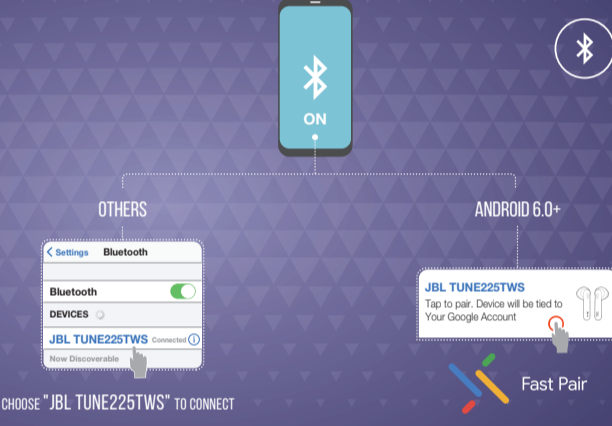 ON
OTHERS
ANDROID 6.0+
Settings Bluetooth
Bluetooth
DEVICES
JBL TUNE225TWS Connected i
Now Discoverable
CHOOSE "JBL TUNE225TWS" TO CONNECT
JBL TUNE225TWS
Tap to pair. Device will be tied to
Your Google Account
Fast Pair